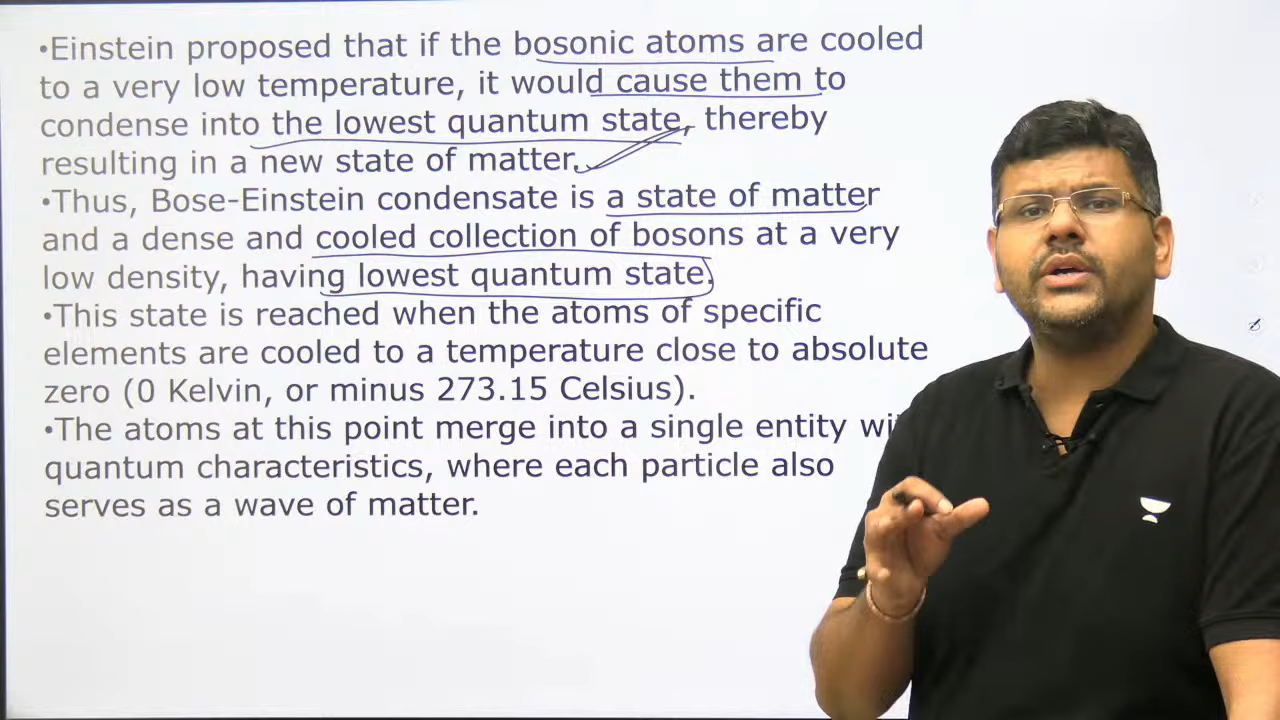 •Einstein proposed that if the bosonic atoms are cooled
to a very low temperature, it would cause them to
condense into the lowest quantum state, thereby
resulting in a new state of matter.
•Thus, Bose-Einstein condensate is a state of matter
and a dense and cooled collection of bosons at a very
low density, having lowest quantum state.
•This state is reached when the atoms of specific
elements are cooled to a temperature close to absolute
zero (0 Kelvin, or minus 273.15 Celsius).
•The atoms at this point merge into a single entity
quantum characteristics, where each particle also
serves as a wave of matter.